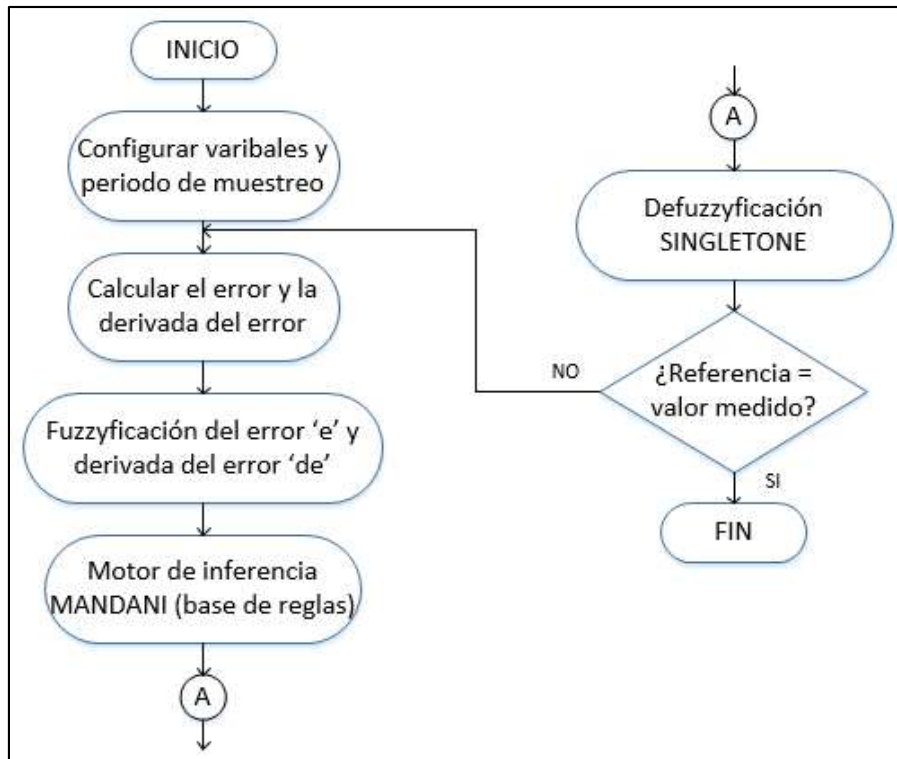 INICIO
Configurar varibales y
periodo de muestreo
Calcular el error y la
derivada del error
Fuzzyficación del error ‘e’ y
derivada del error ‘de’
Motor de inferencia
MANDANI (base de reglas)
A
A
Defuzzyficación
SINGLETONE
¿Referencia =
valor medido?
NO
SI
FIN